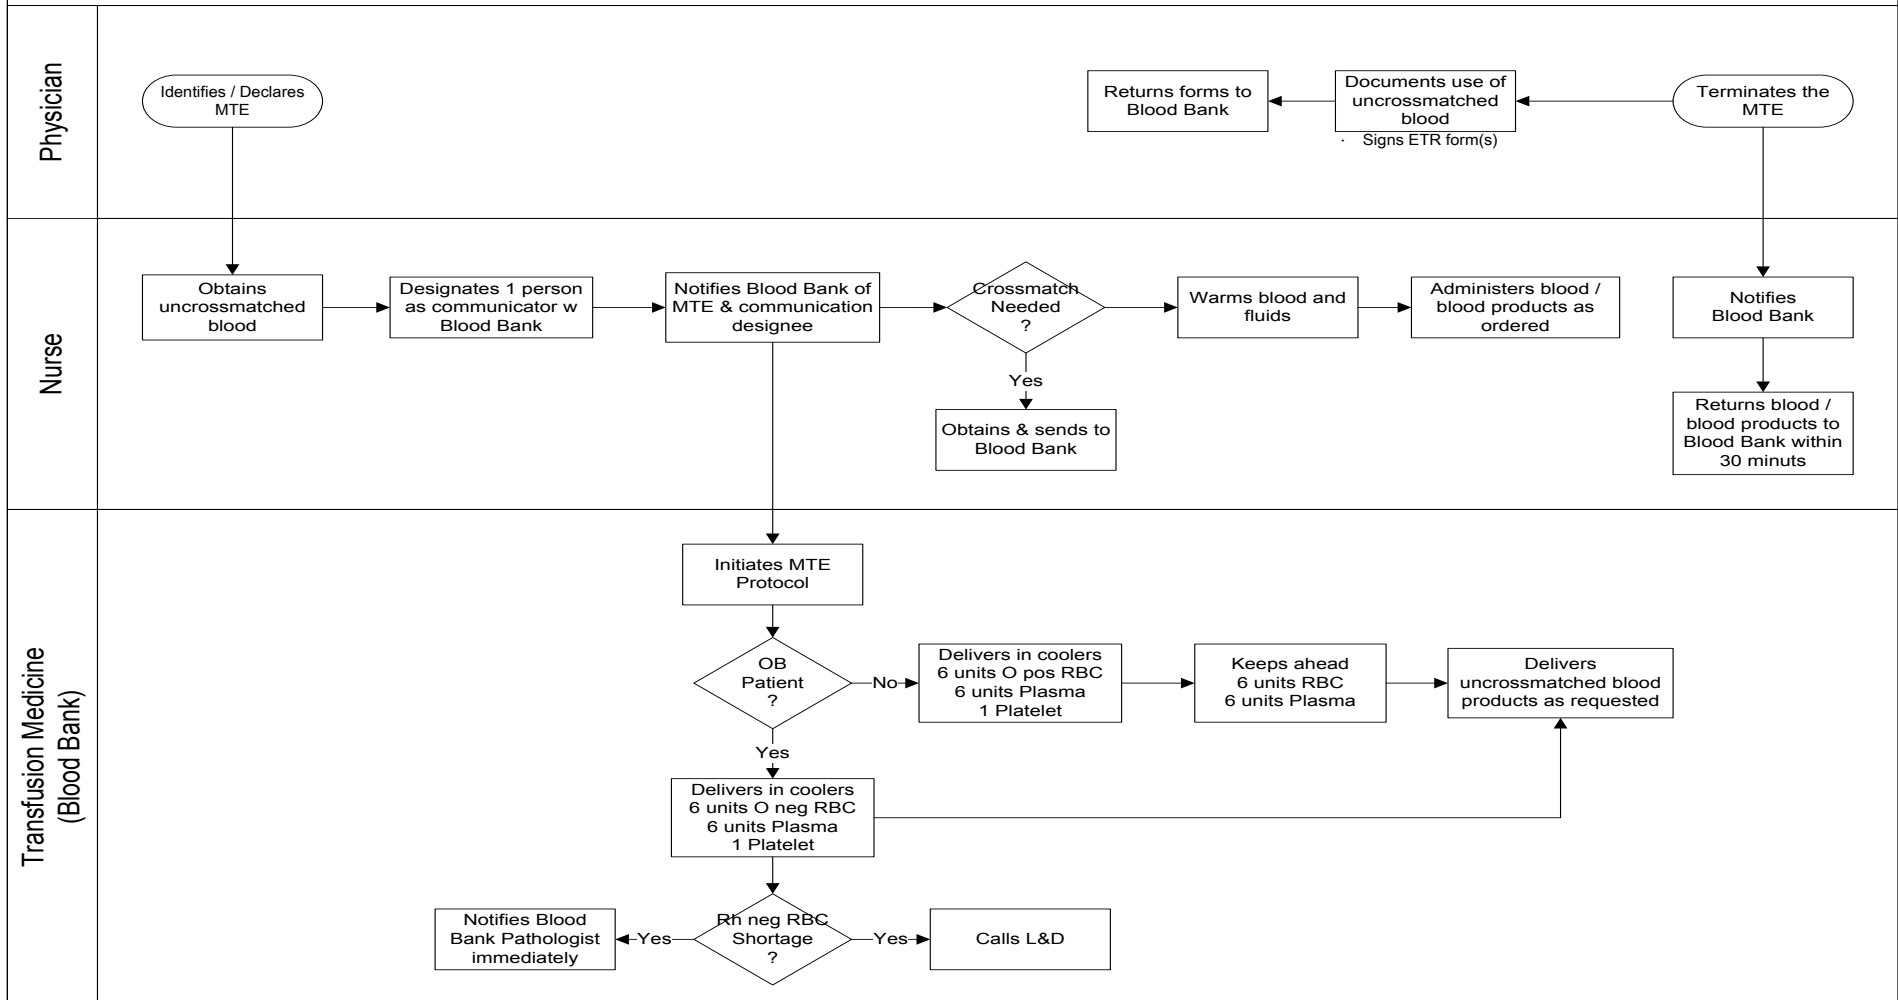 Physician
Identifies / Declares
MTE
Returns forms to
Blood Bank
Documents use of
uncrossmatched
blood
· Signs ETR form(s)
Terminates the
MTE
Nurse
Obtains
uncrossmatched
blood
Designates 1 person
as communicator w
Blood Bank
Notifies Blood Bank of
MTE & communication
designee
Crossmatch
Needed
?
Yes
Obtains & sends to
Blood Bank
Warms blood and
fluids
Administers blood /
blood products as
ordered
Notifies
Blood Bank
Returns blood /
blood products to
Blood Bank within
30 minuts
Transfusion Medicine
(Blood Bank)
Initiates MTE
Protocol
OB
Patient
?
No
Delivers in coolers
6 units O pos RBC
6 units Plasma
1 Platelet
Keeps ahead
6 units RBC
6 units Plasma
Delivers
uncrossmatched blood
products as requested
Yes
Delivers in coolers
6 units O neg RBC
6 units Plasma
1 Platelet
Rh neg RBC
Shortage
?
Yes
Notifies Blood
Bank Pathologist
immediately
Yes
Calls L&D